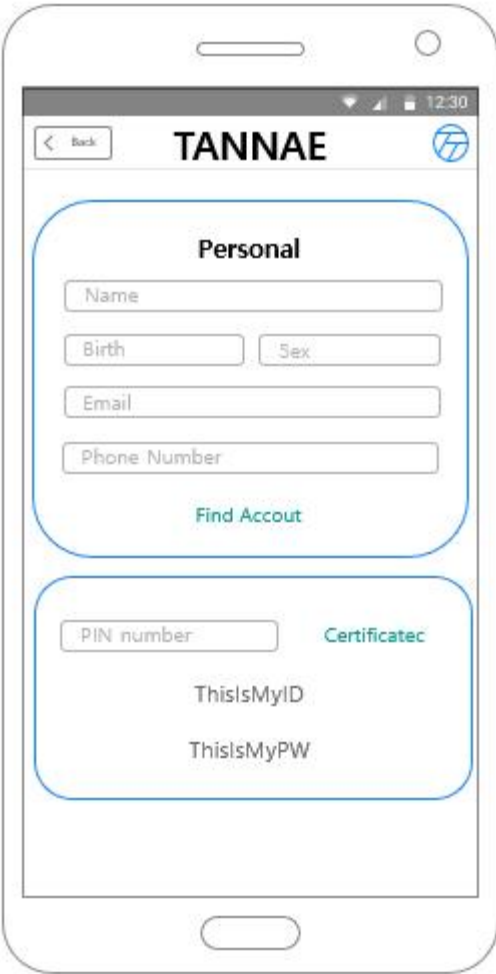 12:30
Back
TANNAE
Personal
Name
Birth Sex
Email
Phone Number
Find Accout
PIN number Certificatec
ThisIsMyID
ThisIsMyPW